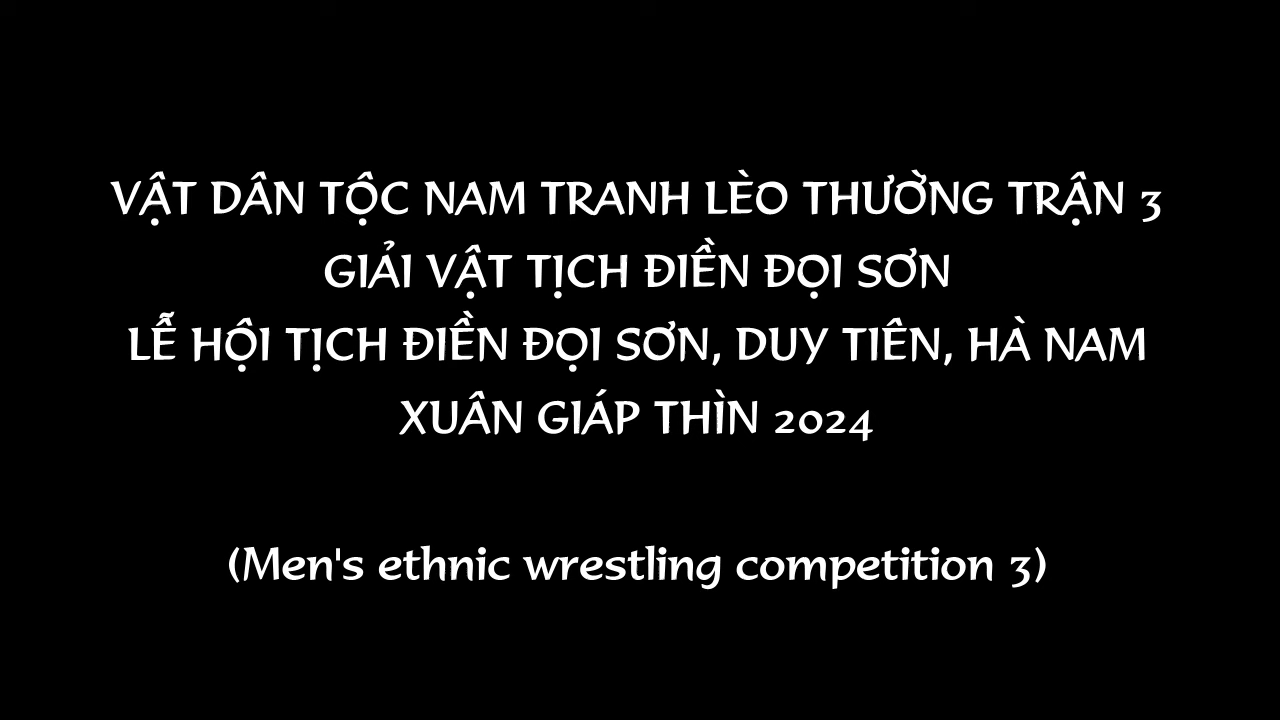 VẬT DÂN TỘC NAM TRANH LÈO THƯỜNG TRẬN 3
GIẢI VẬT TỊCH ĐIỀN ĐỌI SƠN
LỄ HỘI TỊCH ĐIỀN ĐỌI SƠN, DUY TIÊN, HÀ NAM
XUÂN GIÁP THÌN 2024
(Men's ethnic wrestling competition 3)